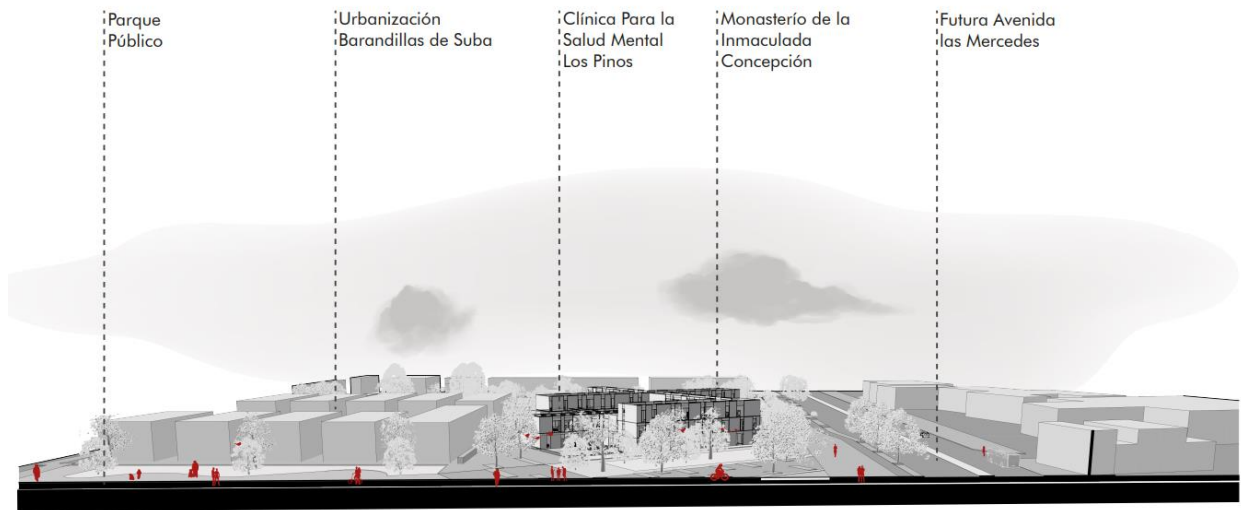 Parque
Público
Urbanización
Barandillas de Suba
Clínica Para la
Salud Mental
Los Pinos
Monasterío de la
Inmaculada
Concepción
Futura Avenida
las Mercedes